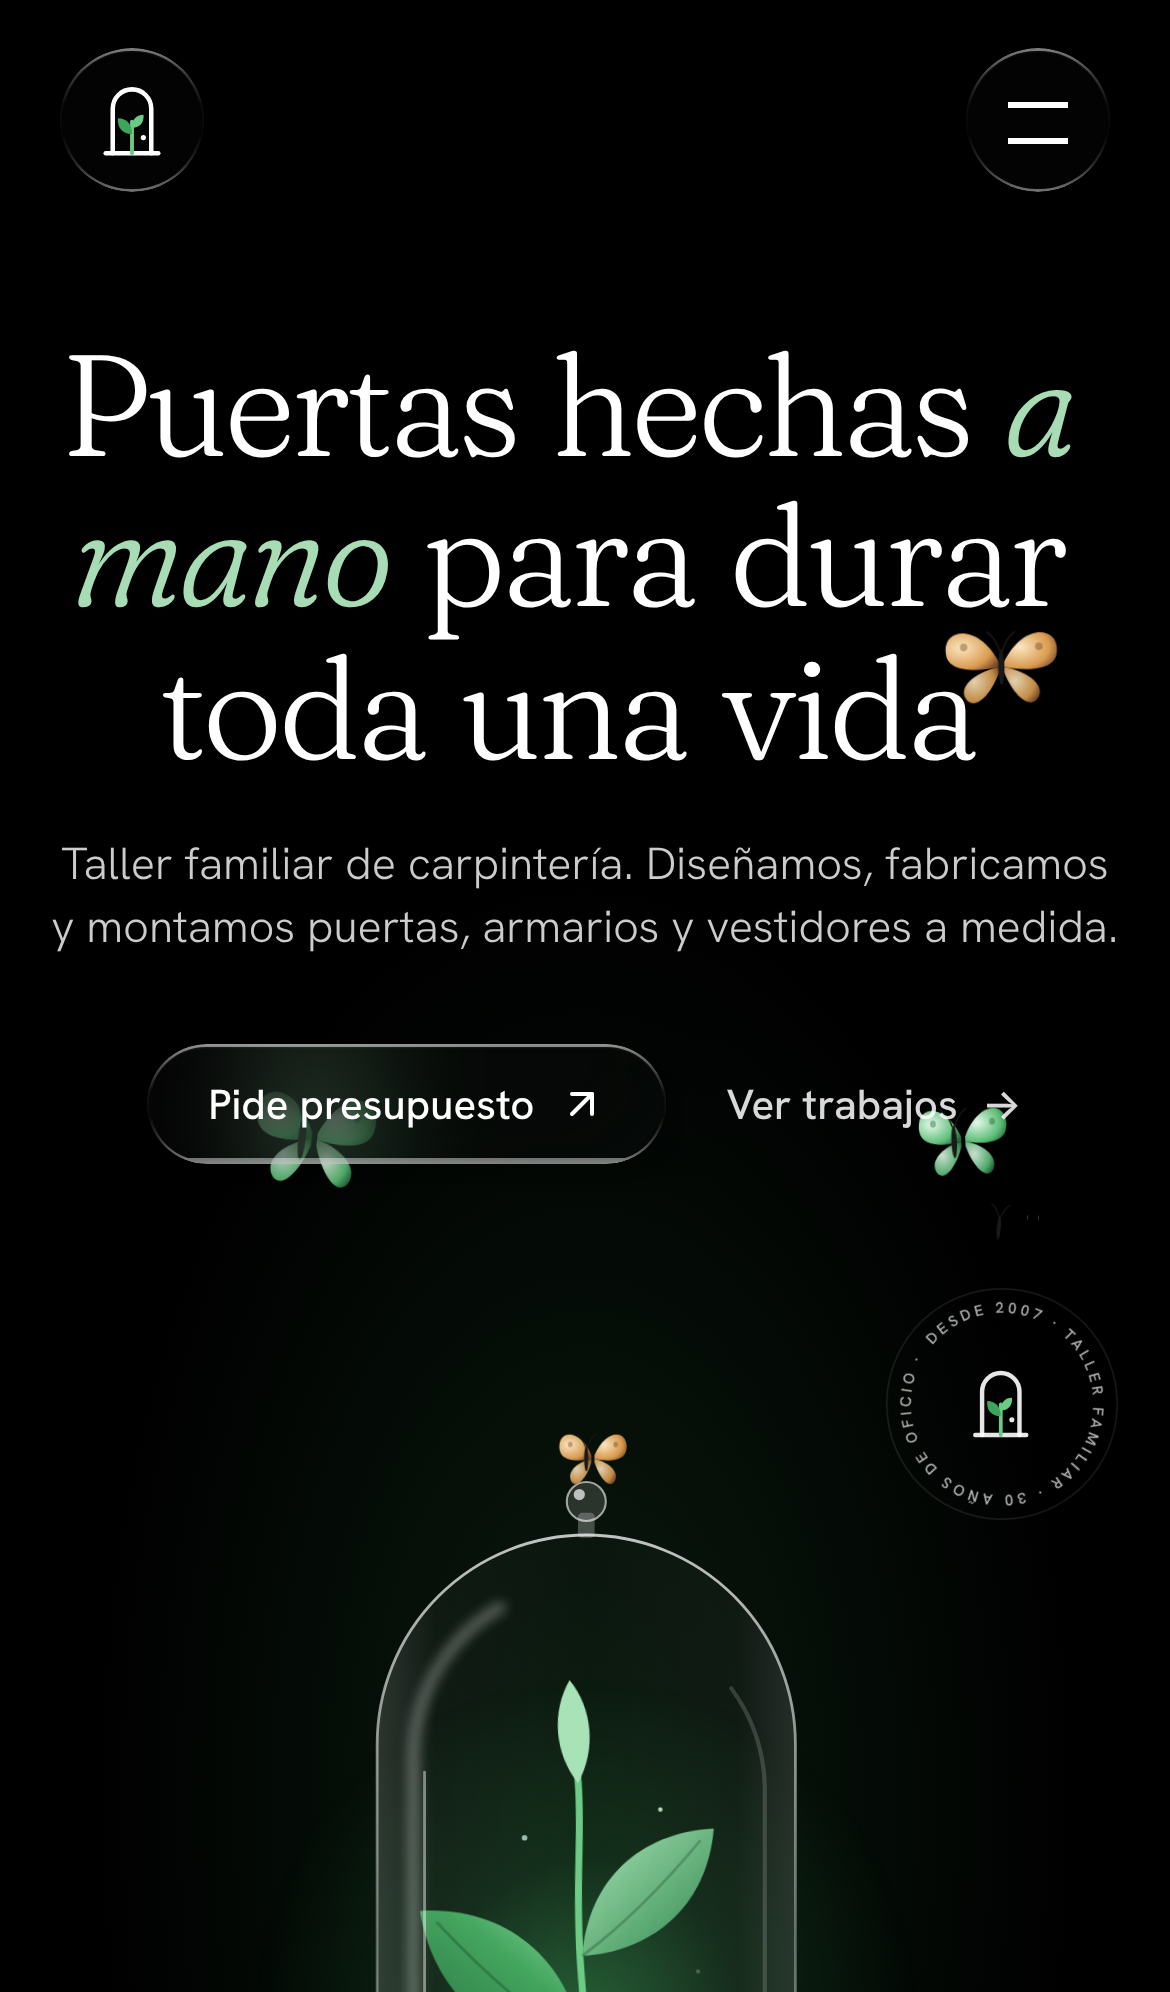 Puertas hechas a
mano para durar
toda una vida
Taller familiar de carpintería. Diseñamos, fabricamos
y montamos puertas, armarios y vestidores a medida.
Pide presupuesto
Ver trabajos
DESDE 2007 · TALLER FAMILIAR · 30 AÑOS DE OFICIO ·